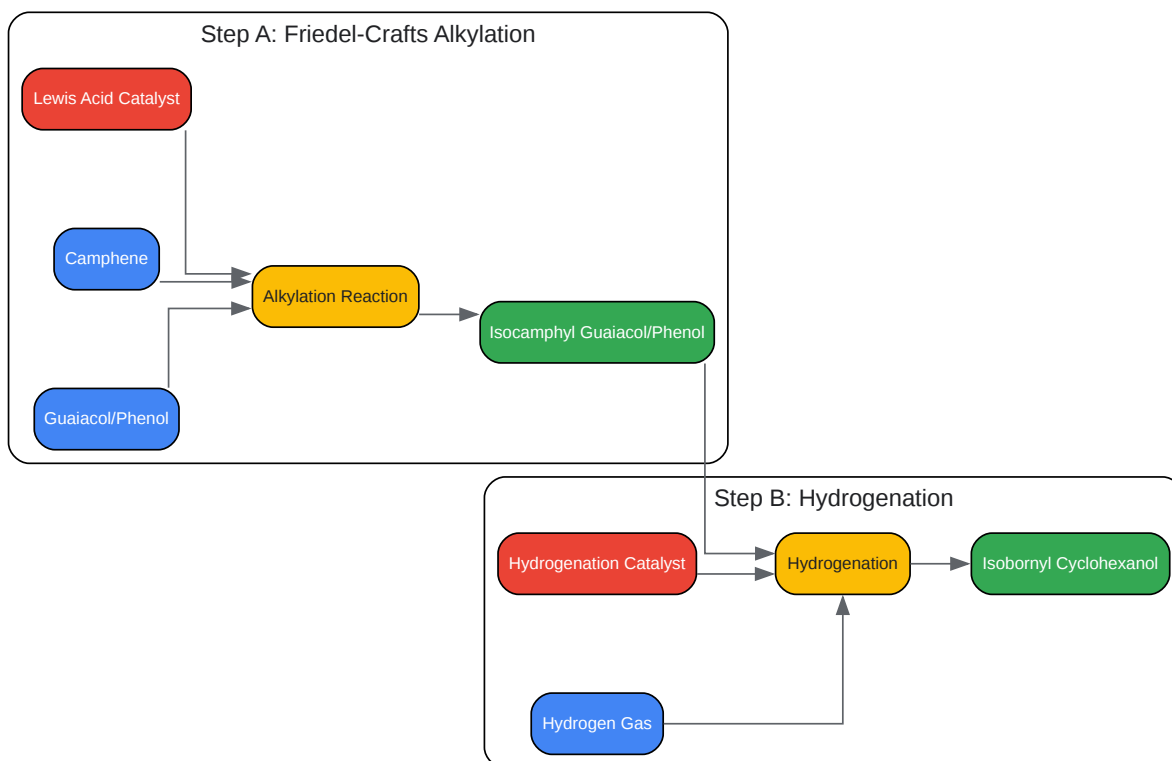 Step A: Friedel-Crafts Alkylation
Lewis Acid Catalyst
Camphene
Alkylation Reaction
Isocamphyl Guaiacol/Phenol
Guaiacol/Phenol
Step B: Hydrogenation
Hydrogenation Catalyst
Hydrogenation
Isobornyl Cyclohexanol
Hydrogen Gas